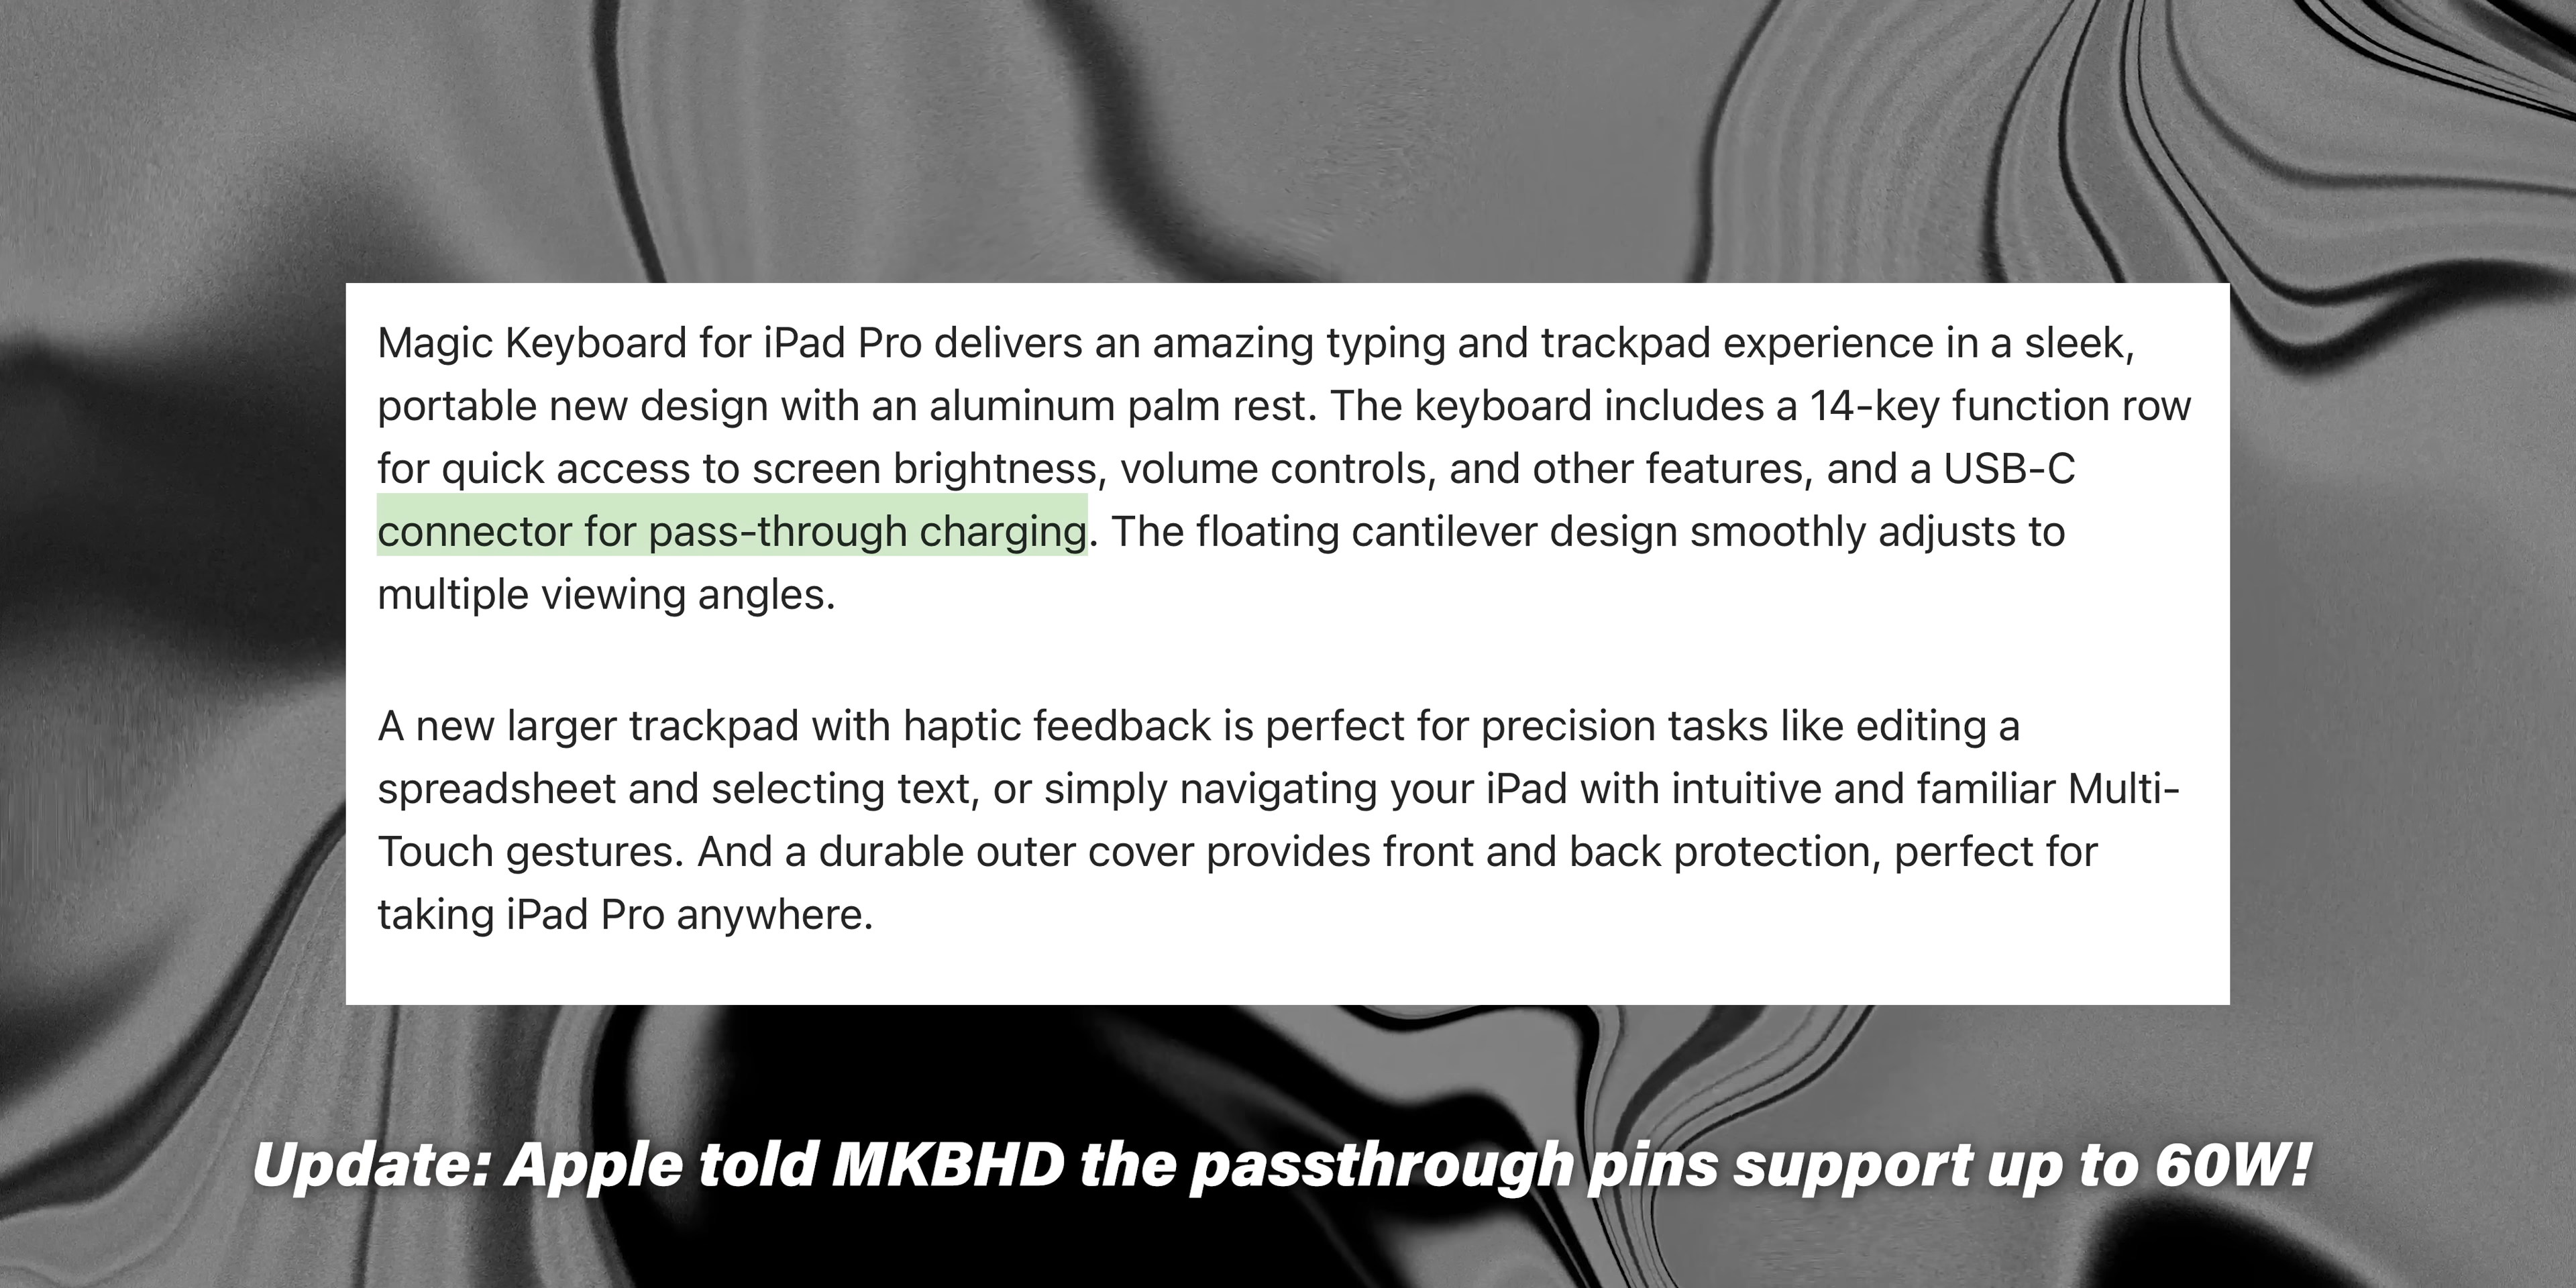 Magic Keyboard for iPad Pro delivers an amazing typing and trackpad experience in a sleek,
portable new design with an aluminum palm rest. The keyboard includes a 14-key function row
for quick access to screen brightness, volume controls, and other features, and a USB-C
connector for pass-through charging. The floating cantilever design smoothly adjusts to
multiple viewing angles.
A new larger trackpad with haptic feedback is perfect for precision tasks like editing a
spreadsheet and selecting text, or simply navigating your iPad with intuitive and familiar Multi-
Touch gestures. And a durable outer cover provides front and back protection, perfect for
taking iPad Pro anywhere.
Update: Apple told MKBHD the passthrough pins support up to 60W!